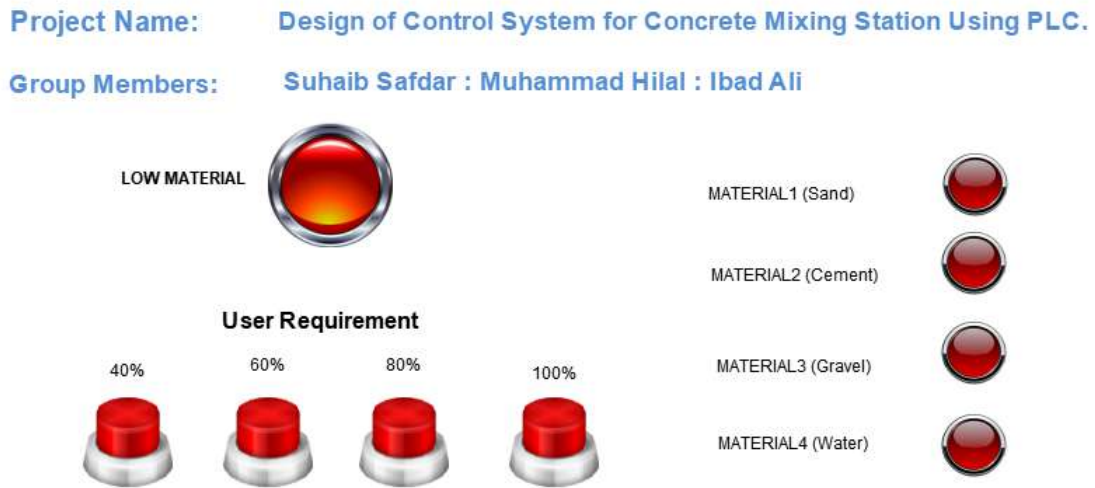 Project Name: Design of Control System for Concrete Mixing Station Using PLC.
Group Members: Suhaib Safdar : Muhammad Hilal : Ibad Ali
LOW MATERIAL
MATERIAL1 (Sand)
MATERIAL2 (Cement)
User Requirement
40% 60% 80% 100%
MATERIAL3 (Gravel)
MATERIAL4 (Water)